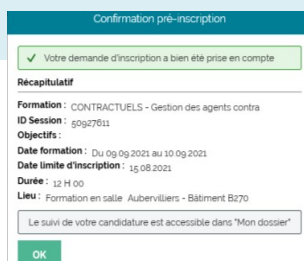 Confirmation pré-inscription
Votre demande d'inscription a bien été prise en compte
Récapitulatif
Formation : CONTRACTUELS - Gestion des agents contra
ID Session : 50927611
Objectifs :
Date formation : Du 09.09.2021 au 10.09.2021
Date limite d'inscription : 15.08.2021
Durée : 12 H 00
Lieu : Formation en salle Aubervilliers - Bâtiment B270
Le suivi de votre candidature est accessible dans "Mon dossier"
OK